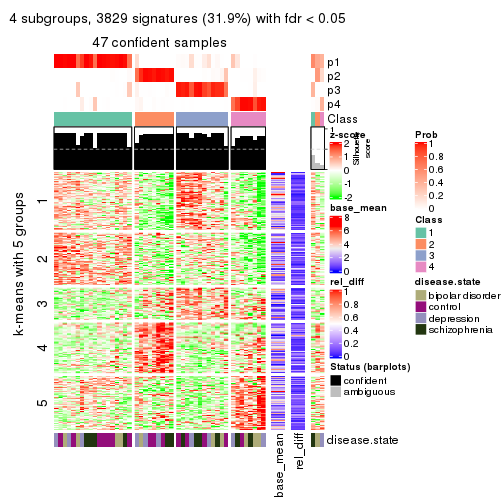 4 subgroups, 3829 signatures (31.9%) with fdr < 0.05
47 confident samples
p1
p2
p3
p4
Class
Silhouette
score
k-means with 5 groups
1
2
3
4
5
disease.state
base_mean
rel_diff
z-score
2
1
0
-1
-2
base_mean
8
6
4
2
0
rel_diff
1
0.8
0.6
0.4
0.2
0
Status (barplots)
confident
ambiguous
Prob
1
0.8
0.6
0.4
0.2
0
Class
1
2
3
4
disease.state
bipolar disorder
control
depression
schizophrenia